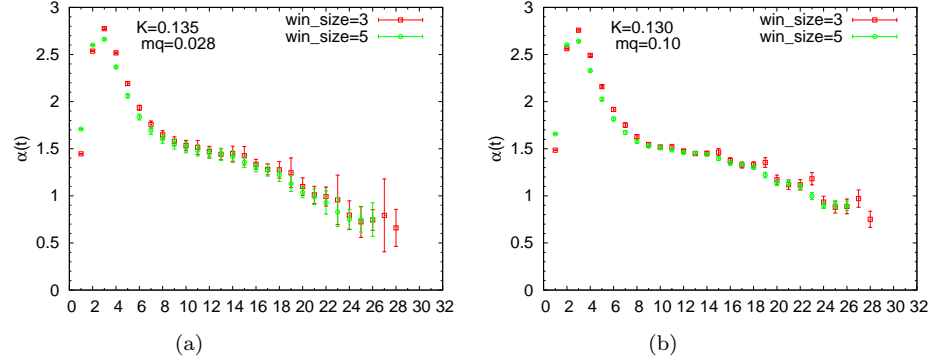 K=0.135
mq=0.028
win_size=3
win_size=5
α(t)
3
2.5
2
1.5
1
0.5
0
0 2 4 6 8 10 12 14 16 18 20 22 24 26 28 30 32
(a)
K=0.130
mq=0.10
win_size=3
win_size=5
α(t)
3
2.5
2
1.5
1
0.5
0
0 2 4 6 8 10 12 14 16 18 20 22 24 26 28 30 32
(b)